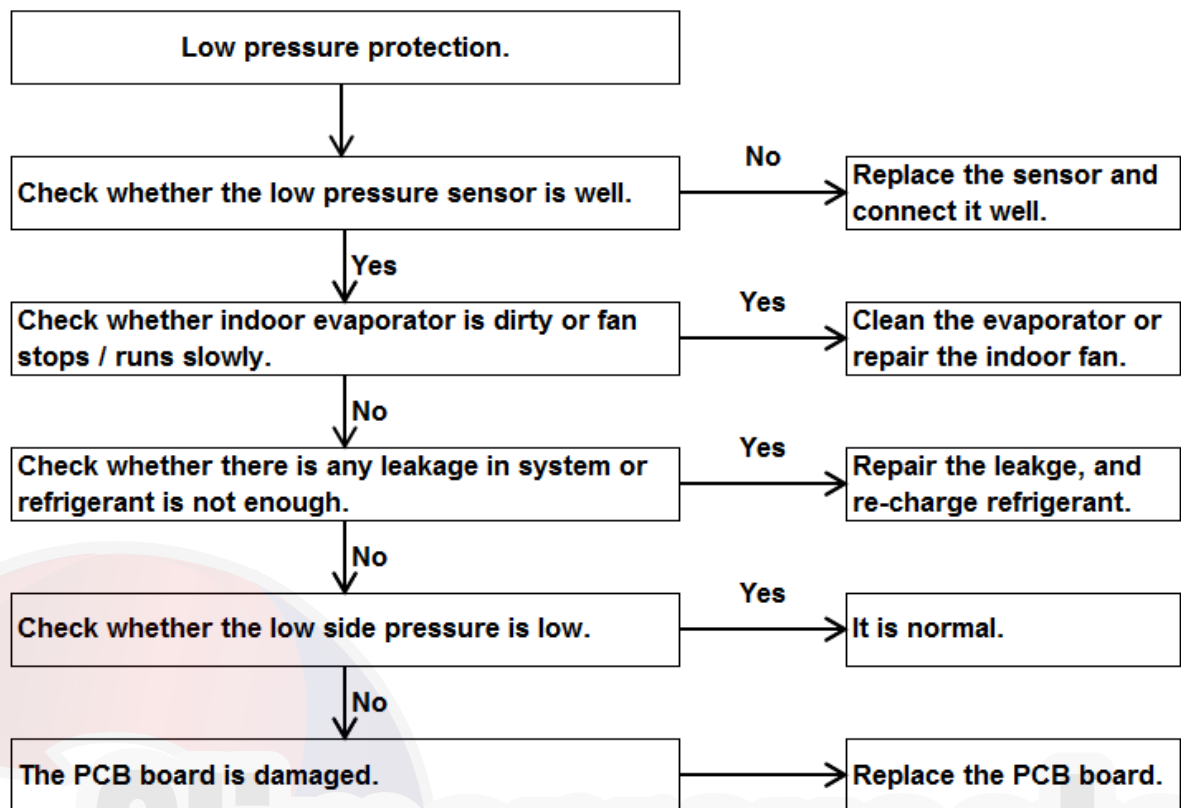 Low pressure protection.
No
Check whether the low pressure sensor is well.
Replace the sensor and
connect it well.
Yes
Yes
Check whether indoor evaporator is dirty or fan
stops / runs slowly.
Clean the evaporator or
repair the indoor fan.
No
Yes
Check whether there is any leakage in system or
refrigerant is not enough.
Repair the leakge, and
re-charge refrigerant.
No
Yes
Check whether the low side pressure is low.
It is normal.
No
The PCB board is damaged.
Replace the PCB board.